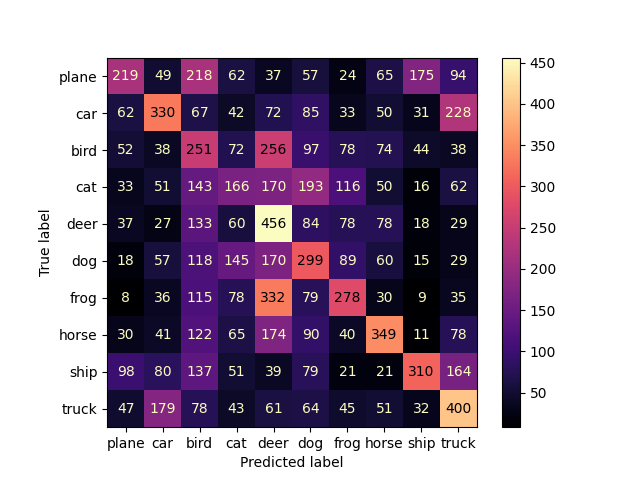 plane 219 49 218 62 37 57 24 65 175 94
car 62 330 67 42 72 85 33 50 31 228
bird 52 38 251 72 256 97 78 74 44 38
cat 33 51 143 166 170 193 116 50 16 62
deer 37 27 133 60 456 84 78 78 18 29
dog 18 57 118 145 170 299 89 60 15 29
frog 8 36 115 78 332 79 278 30 9 35
horse 30 41 122 65 174 90 40 349 11 78
ship 98 80 137 51 39 79 21 21 310 164
truck 47 179 78 43 61 64 45 51 32 400
plane car bird cat deer dog frog horse ship truck
Predicted label
True label
450
400
350
300
250
200
150
100
50